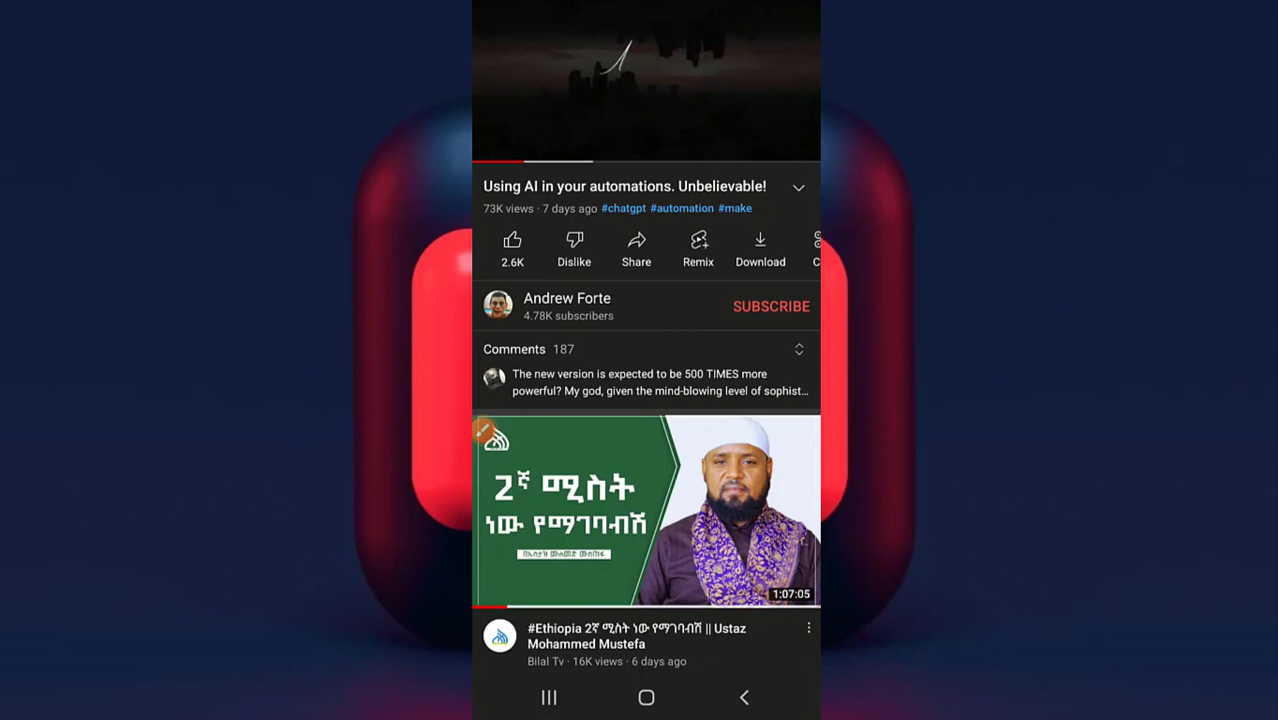 Using AI in your automations. Unbelievable!
73K views · 7 days ago #chatgpt #automation #make
2.6K Dislike Share Remix Download C
Andrew Forte
4.78K subscribers
SUBSCRIBE
Comments 187
The new version is expected to be 500 TIMES more
powerful? My god, given the mind-blowing level of sophist...
2ኛ ሚስት
ነው የማገባብሽ
በኡስታዝ ሙሐመድ ሙስጠፋ
1:07:05
#Ethiopia 2ኛ ሚስት ነው የማገባብሽ || Ustaz
Mohammed Mustefa
Bilal Tv · 16K views · 6 days ago